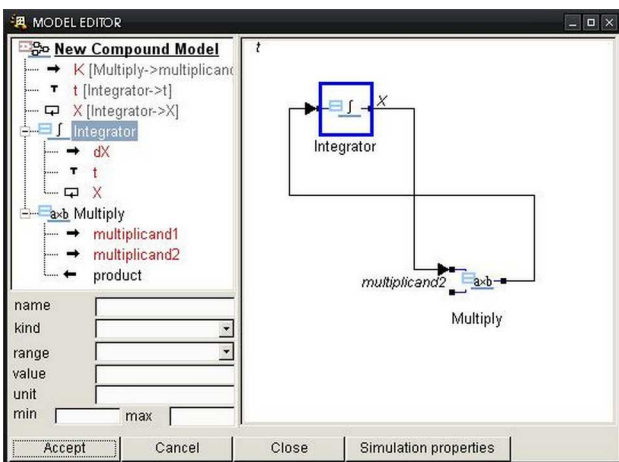 MODEL EDITOR
New Compound Model
K [Multiply->multiplicand
t [Integrator->t]
X [Integrator->X]
∫ Integrator
dX
t
X
a×b Multiply
multiplicand1
multiplicand2
product
name
kind
range
value
unit
min max
t
X
∫
Integrator
multiplicand2
a×b
Multiply
Accept Cancel Close Simulation properties